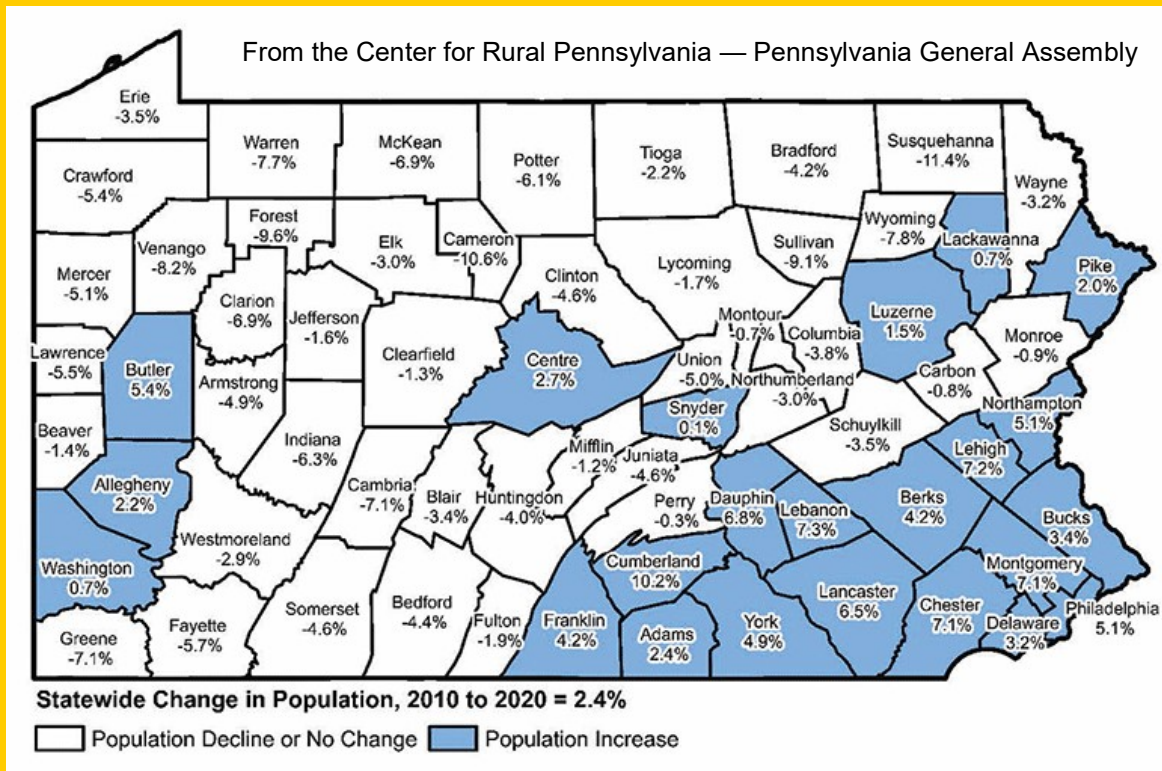 From the Center for Rural Pennsylvania — Pennsylvania General Assembly
Erie
-3.5%
Warren
-7.7%
McKean
-6.9%
Potter
-6.1%
Tioga
-2.2%
Bradford
-4.2%
Susquehanna
-11.4%
Wayne
-3.2%
Crawford
-5.4%
Forest
-9.6%
Venango
-8.2%
Elk
-3.0%
Cameron
-10.6%
Clinton
-4.6%
Lycoming
-1.7%
Sullivan
-9.1%
Wyoming
-7.8%
Lackawanna
0.7%
Pike
2.0%
Mercer
-5.1%
Clarion
-6.9%
Jefferson
-1.6%
Clearfield
-1.3%
Centre
2.7%
Montour
-0.7%
Columbia
-3.8%
Luzerne
1.5%
Monroe
-0.9%
Lawrence
-5.5%
Butler
5.4%
Armstrong
-4.9%
Union
-5.0%
Northumberland
-3.0%
Carbon
-0.8%
Northampton
5.1%
Snyder
0.1%
Schuylkill
-3.5%
Lehigh
7.2%
Beaver
-1.4%
Indiana
-6.3%
Mifflin
-1.2%
Juniata
-4.6%
Allegheny
2.2%
Cambria
-7.1%
Blair
-3.4%
Huntingdon
-4.0%
Perry
-0.3%
Dauphin
6.8%
Lebanon
7.3%
Berks
4.2%
Bucks
3.4%
Westmoreland
-2.9%
Washington
0.7%
Cumberland
10.2%
Montgomery
7.1%
Lancaster
6.5%
Chester
7.1%
Delaware
3.2%
Philadelphia
5.1%
Greene
-7.1%
Fayette
-5.7%
Somerset
-4.6%
Bedford
-4.4%
Fulton
-1.9%
Franklin
4.2%
Adams
2.4%
York
4.9%
Statewide Change in Population, 2010 to 2020 = 2.4%
Population Decline or No Change
Population Increase